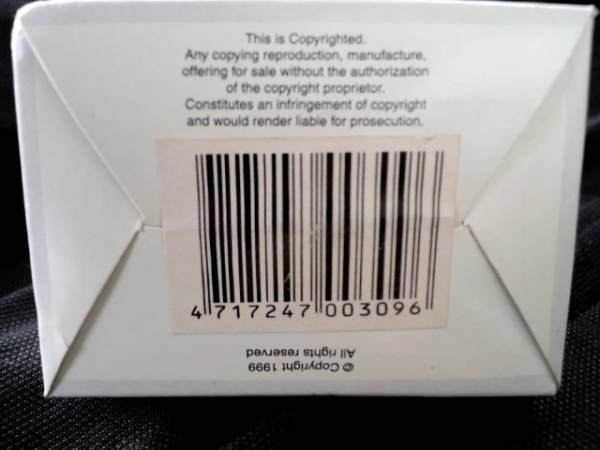 This is Copyrighted.
Any copying reproduction, manufacture,
offering for sale without the authorization
of the copyright proprietor.
Constitutes an infringement of copyright
and would render liable for prosecution.
4 717247 003096
© Copyright 1999
All rights reserved